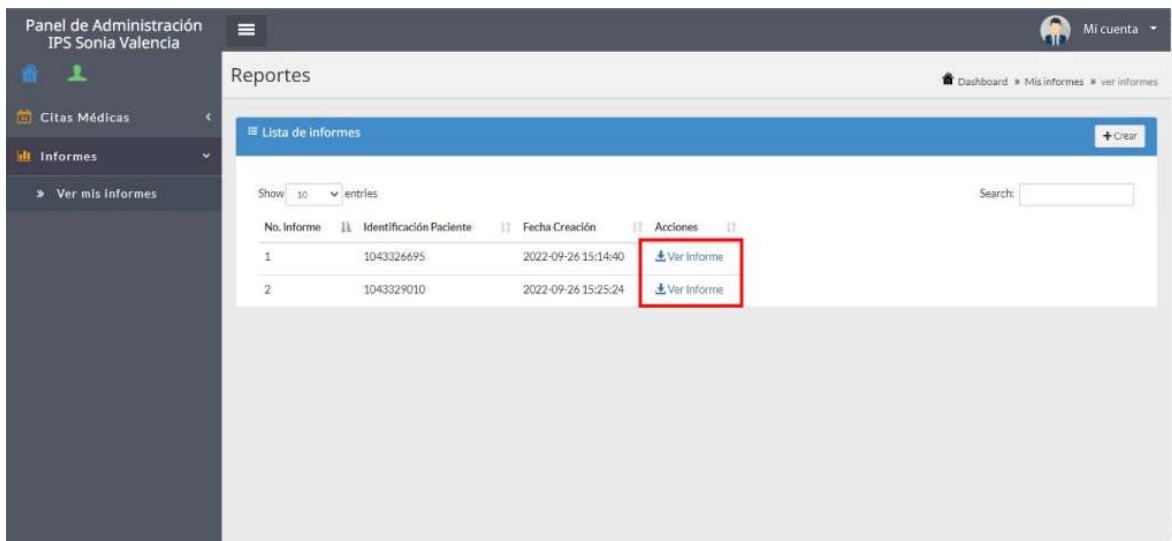 Panel de Administración
IPS Sonia Valencia
Mi cuenta
Reportes
Dashboard » Mis informes » ver informes
Citas Médicas
Informes
» Ver mis informes
Lista de informes
+ Crear
Show 10 entries
Search:
No. Informe Identificación Paciente Fecha Creación Acciones
1 1043326695 2022-09-26 15:14:40 Ver Informe
2 1043329010 2022-09-26 15:25:24 Ver Informe